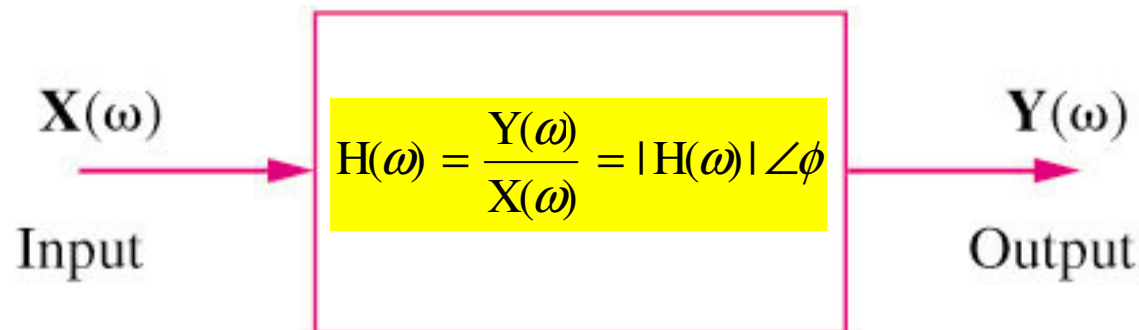 X(ω)
Input
H(ω) = Y(ω)/X(ω) = | H(ω) | ∠ϕ
Y(ω)
Output